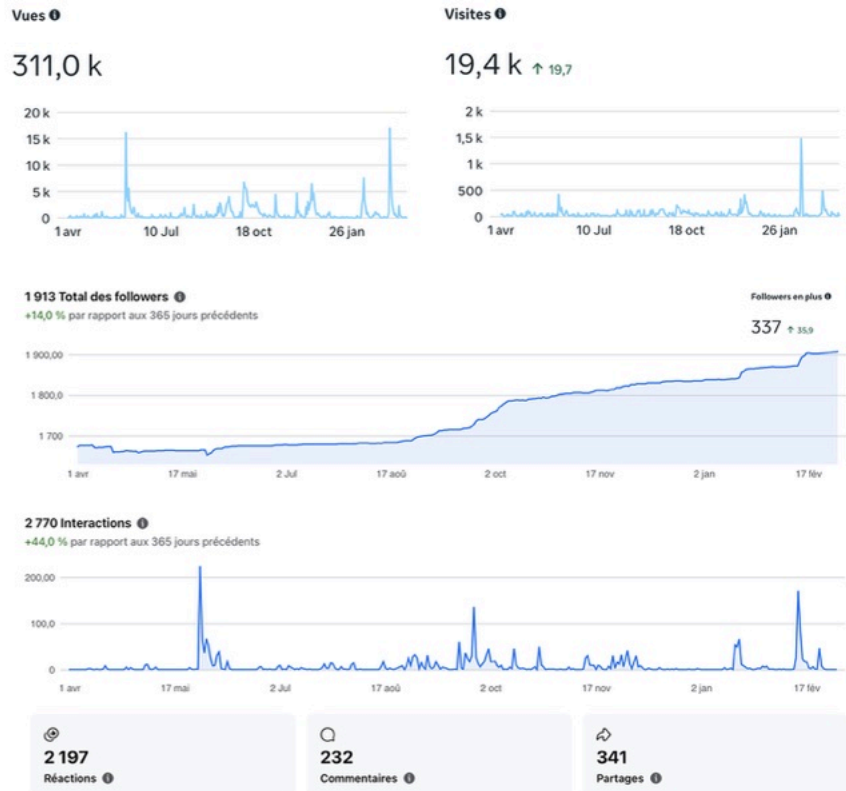 Vues
311,0 k
20 k
15 k
10 k
5 k
0
1 avr 10 Jul 18 oct 26 jan
Visites
19,4 k ↑ 19,7
2 k
1,5 k
1 k
500
0
1 avr 10 Jul 18 oct 26 jan
1 913 Total des followers
+14,0 % par rapport aux 365 jours précédents
Followers en plus
337 ↑ 35,9
1 900,00
1 800,0
1 700
1 avr 17 mai 2 Jul 17 aoû 2 oct 17 nov 2 jan 17 fév
2 770 Interactions
+44,0 % par rapport aux 365 jours précédents
200,00
100,0
0
1 avr 17 mai 2 Jul 17 aoû 2 oct 17 nov 2 jan 17 fév
2 197
Réactions
232
Commentaires
341
Partages